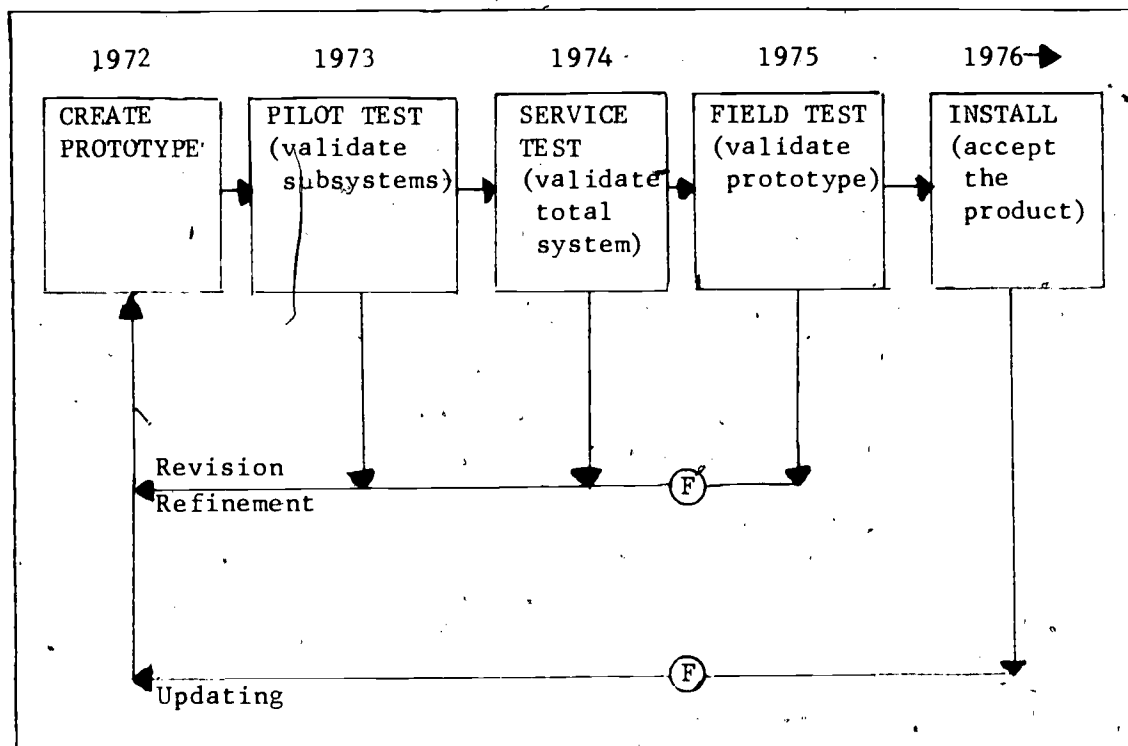 1972 1973 1974 1975 1976
CREATE
PROTOTYPE
PILOT TEST
(validate
subsystems)
SERVICE
TEST
(validate
total
system)
FIELD TEST
(validate
prototype)
INSTALL
(accept
the
product)
Revision
Refinement
F
Updating
F